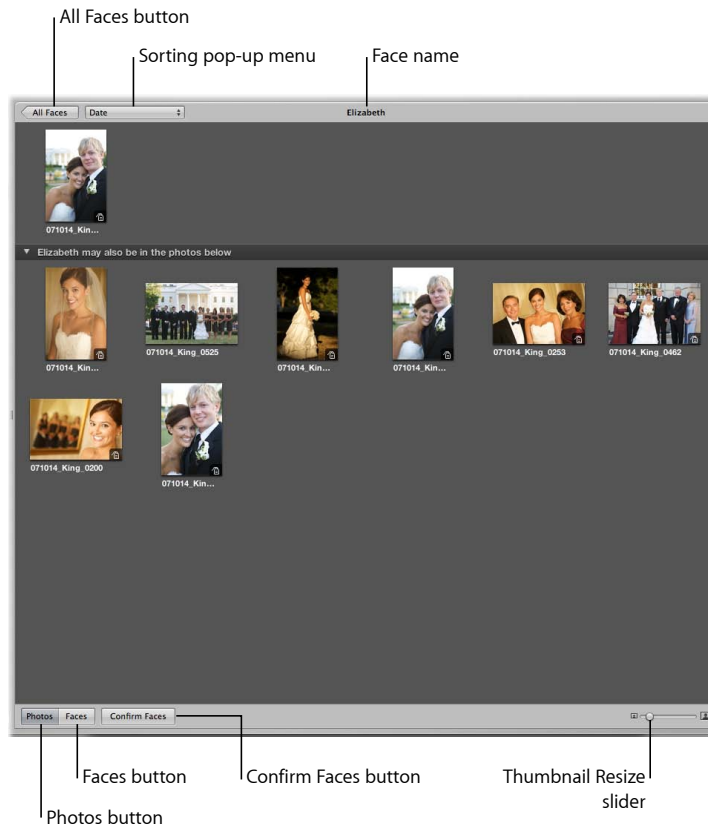 All Faces button
Sorting pop-up menu
Face name
All Faces
Date
Elizabeth
071014_Kin...
Elizabeth may also be in the photos below
071014_Kin...
071014_King_0525
071014_Kin...
071014_Kin...
071014_King_0253
071014_King_0462
071014_King_0200
071014_Kin...
Photos
Faces
Confirm Faces
Faces button
Confirm Faces button
Thumbnail Resize
slider
Photos button